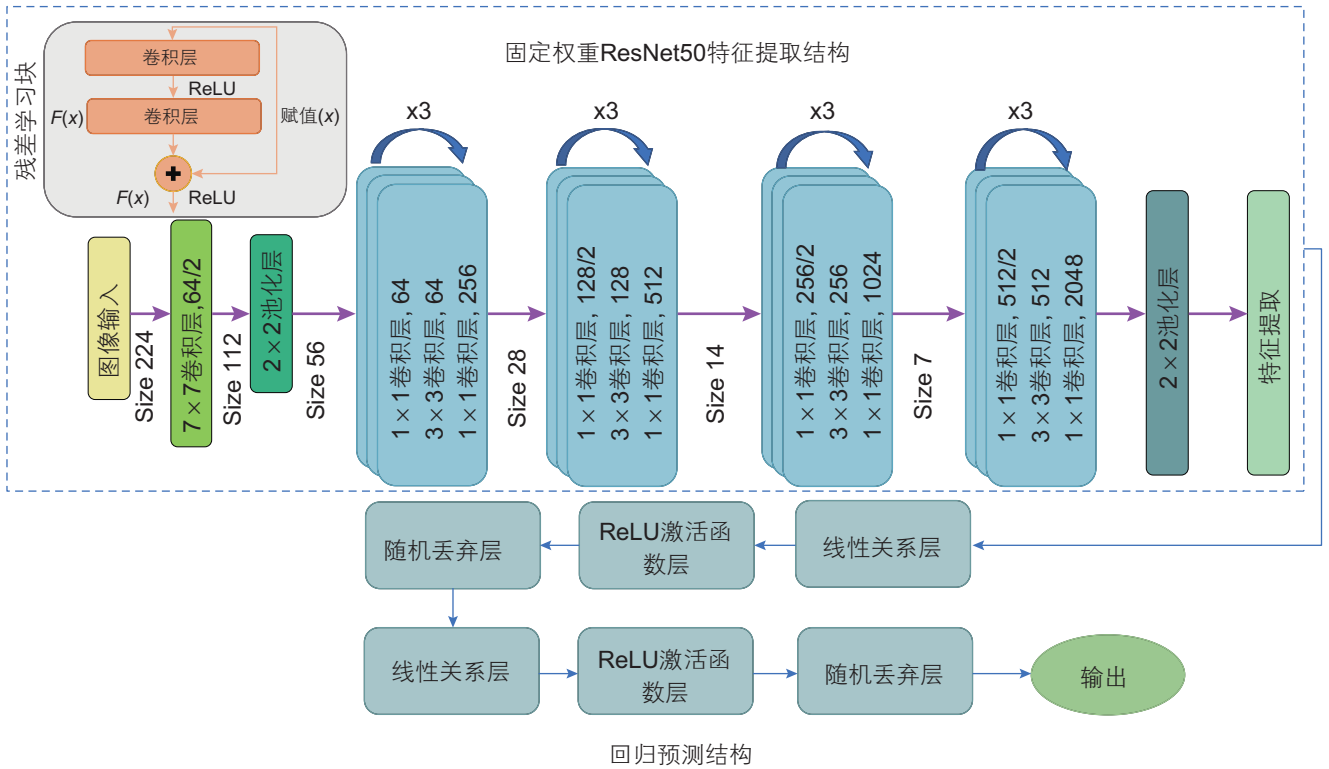 固定权重ResNet50特征提取结构
残差学习块
卷积层
ReLU
F(x)
卷积层
赋值(x)
+
F(x)
ReLU
图像输入
Size 224
7×7卷积层,64/2
Size 112
2×2池化层
Size 56
x3
1×1卷积层, 64
3×3卷积层, 64
1×1卷积层, 256
Size 28
x3
1×1卷积层, 128/2
3×3卷积层, 128
1×1卷积层, 512
Size 14
x3
1×1卷积层, 256/2
3×3卷积层, 256
1×1卷积层, 1024
Size 7
x3
1×1卷积层, 512/2
3×3卷积层, 512
1×1卷积层, 2048
2×2池化层
特征提取
线性关系层
ReLU激活函
数层
随机丢弃层
线性关系层
ReLU激活函
数层
随机丢弃层
输出
回归预测结构